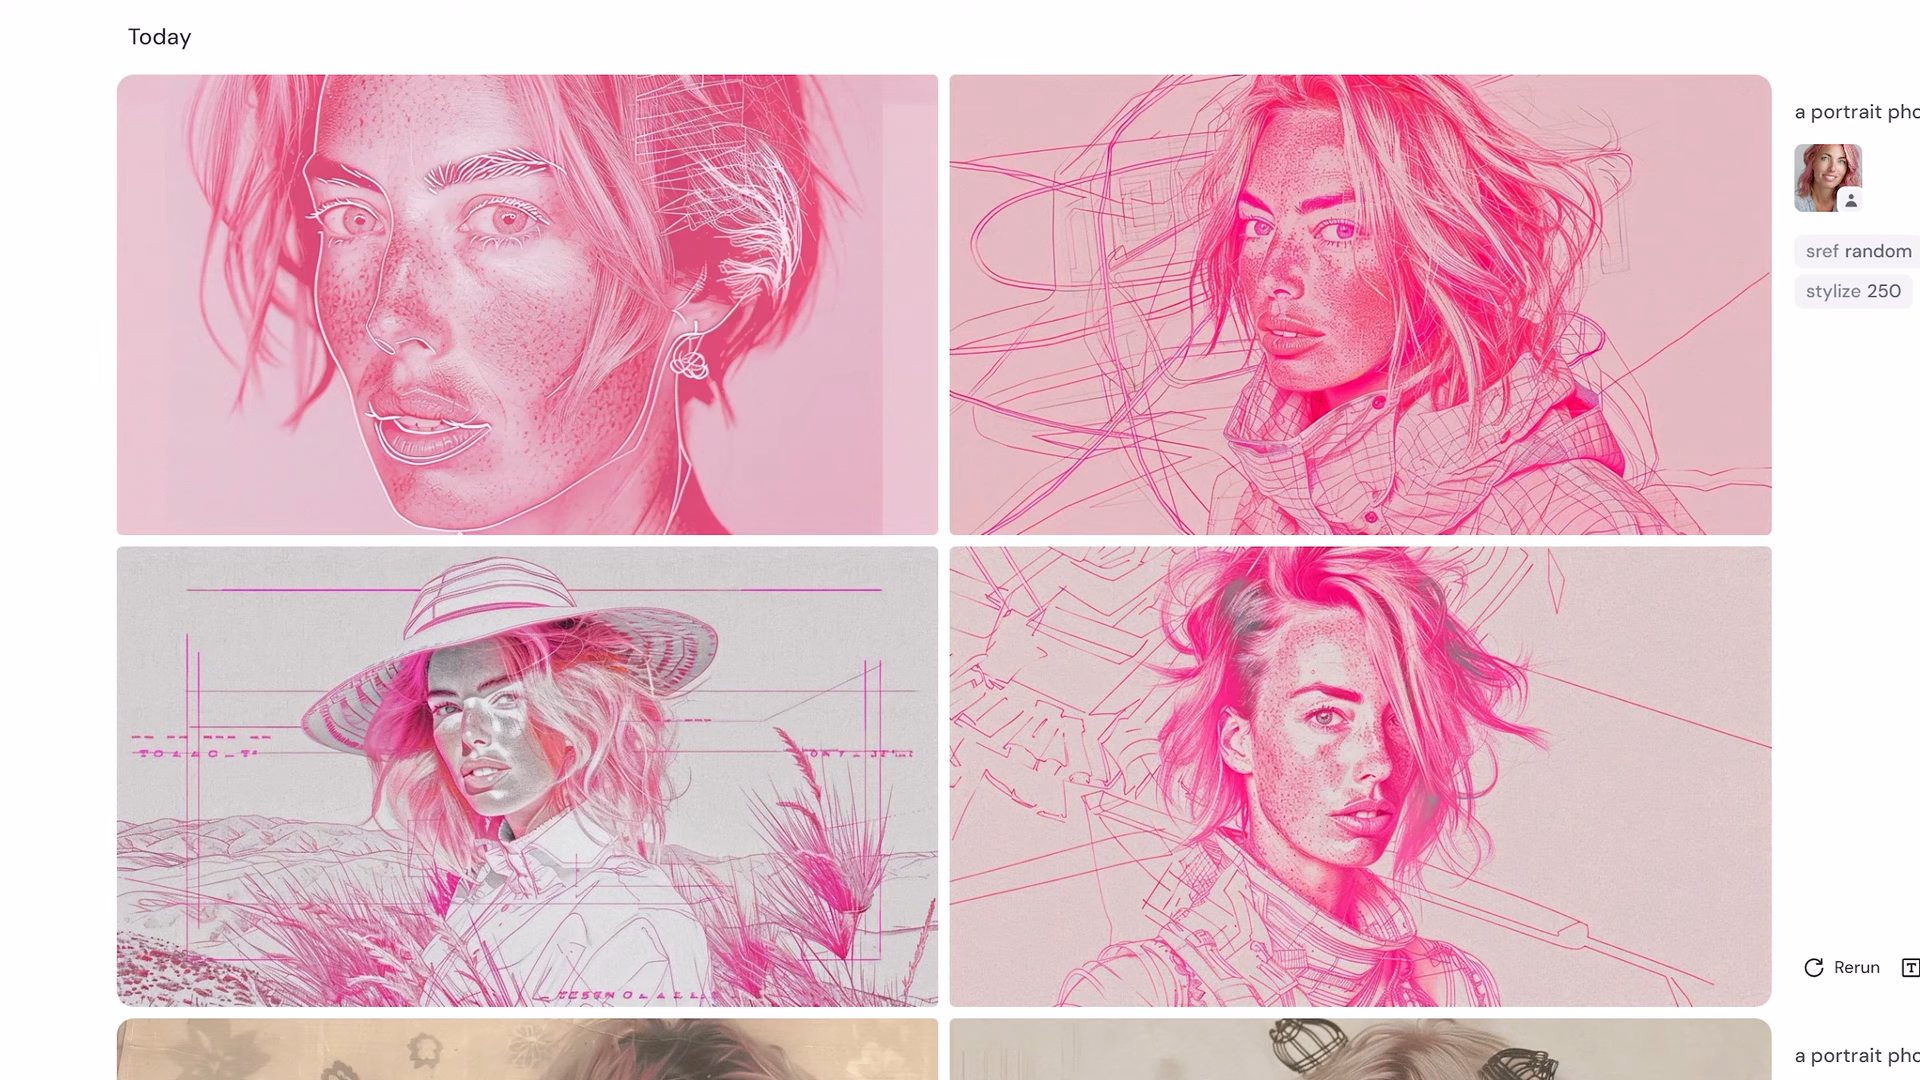 Today
a portrait pho
sref random
stylize 250
Rerun
a portrait pho